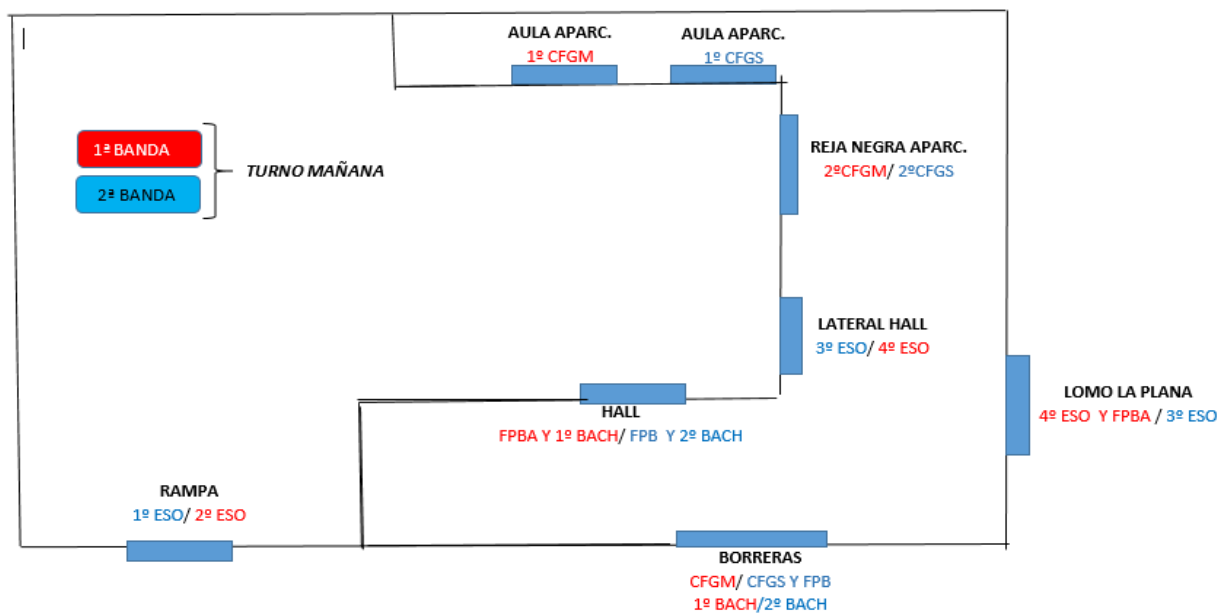 AULA APARC.
1º CFGM
AULA APARC.
1º CFGS
1ª BANDA
2ª BANDA
TURNO MAÑANA
REJA NEGRA APARC.
2ºCFGM/ 2ºCFGS
LATERAL HALL
3º ESO/ 4º ESO
LOMO LA PLANA
4º ESO Y FPBA / 3º ESO
HALL
FPBA Y 1º BACH/ FPB Y 2º BACH
RAMPA
1º ESO/ 2º ESO
BORRERAS
CFGM/ CFGS Y FPB
1º BACH/2º BACH